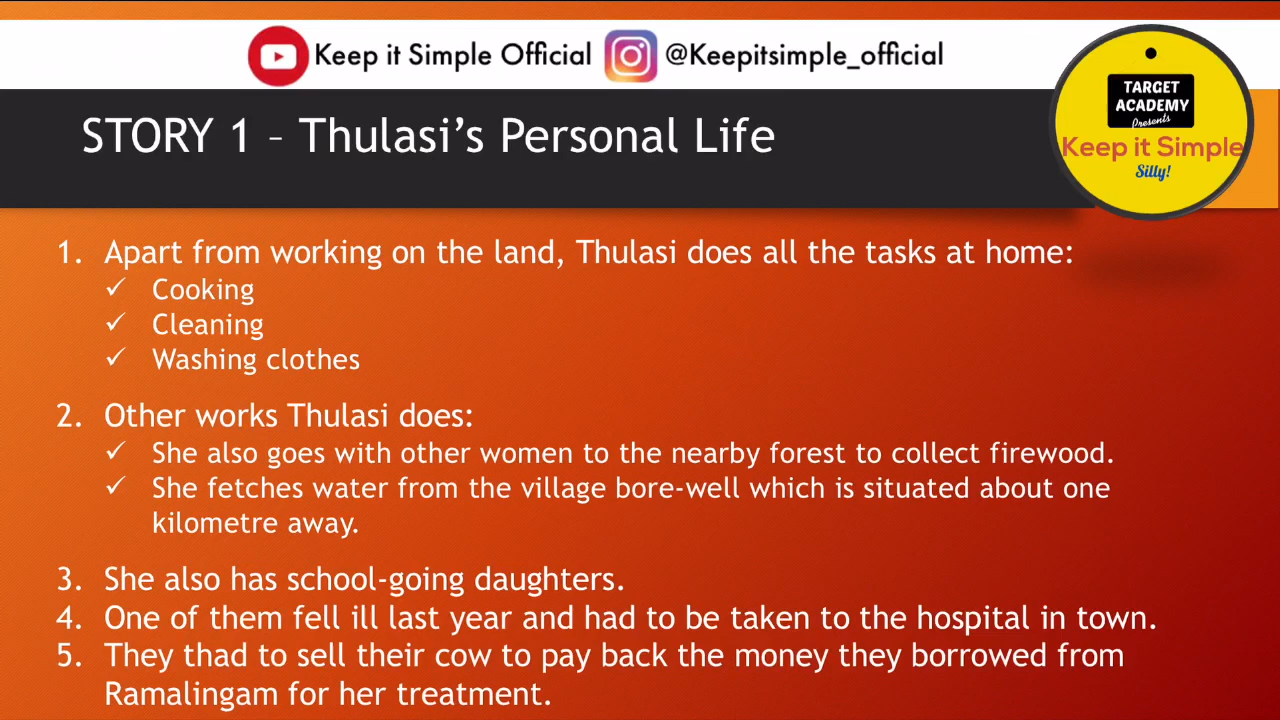 Keep it Simple Official @Keepitsimple_official
TARGET
ACADEMY
Presents
Keep it Simple
Silly!
STORY 1 – Thulasi’s Personal Life
1. Apart from working on the land, Thulasi does all the tasks at home:
✓ Cooking
✓ Cleaning
✓ Washing clothes
2. Other works Thulasi does:
✓ She also goes with other women to the nearby forest to collect firewood.
✓ She fetches water from the village bore-well which is situated about one
kilometre away.
3. She also has school-going daughters.
4. One of them fell ill last year and had to be taken to the hospital in town.
5. They thad to sell their cow to pay back the money they borrowed from
Ramalingam for her treatment.